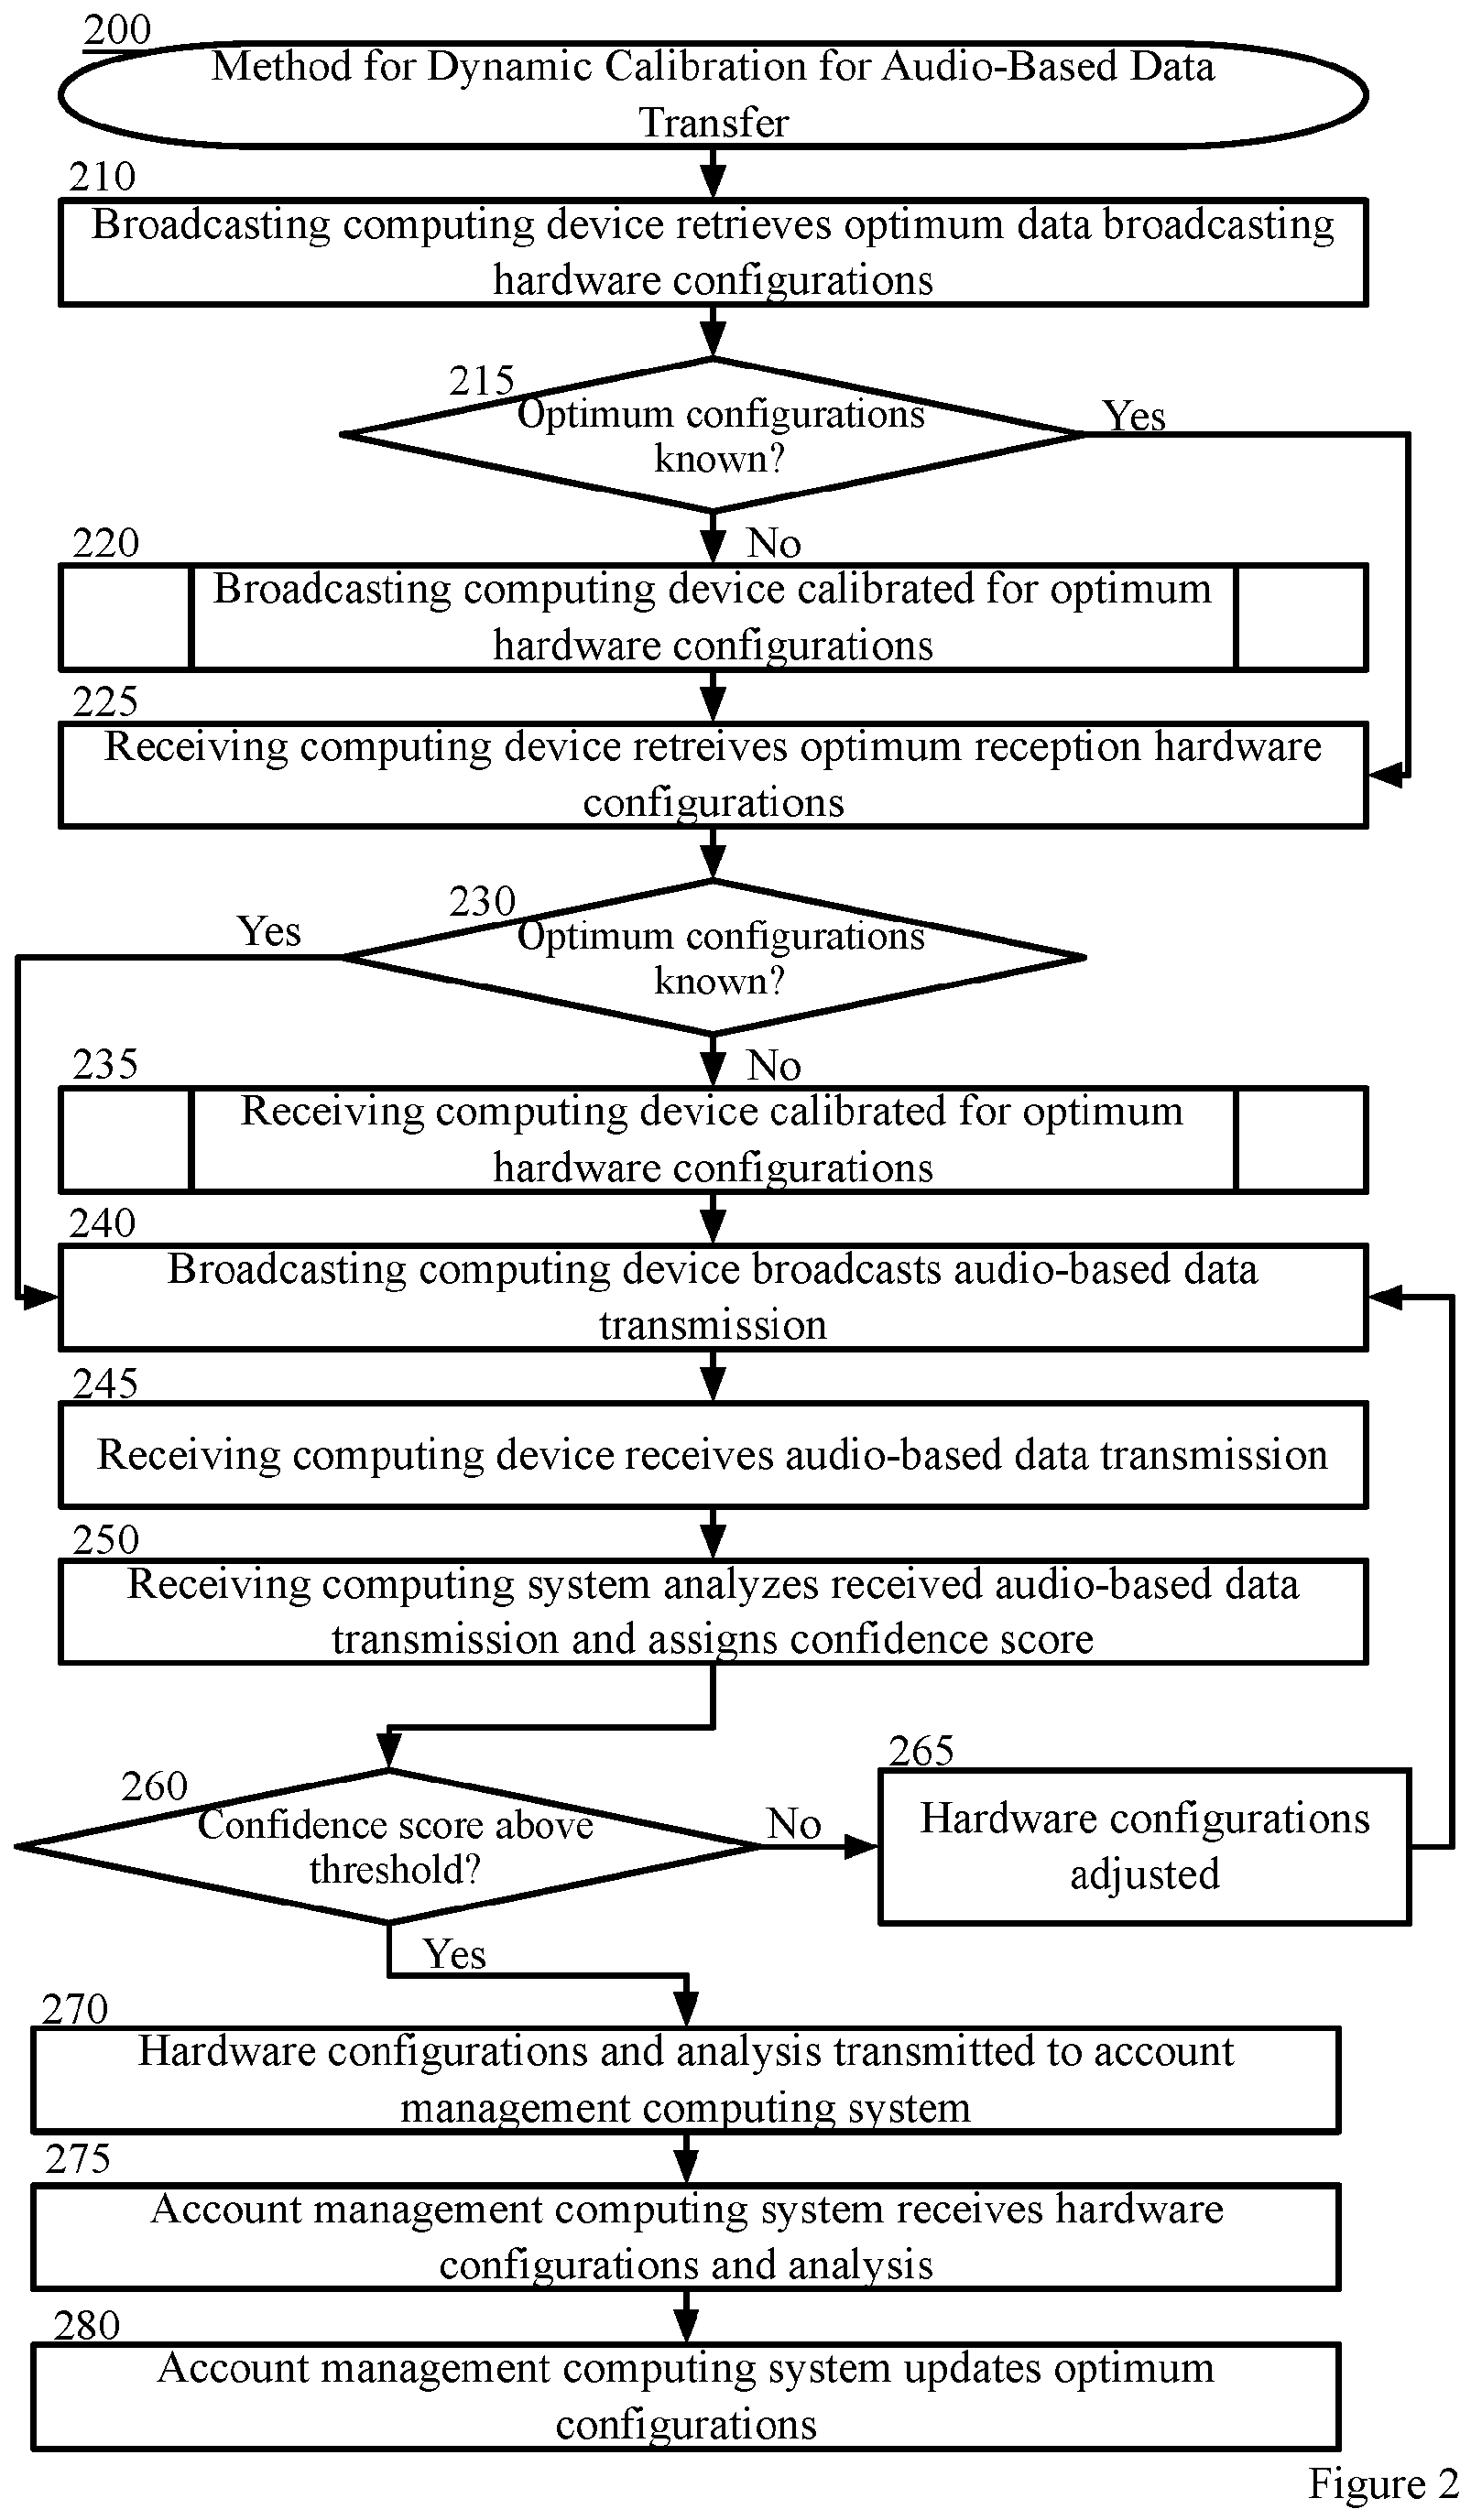 200
Method for Dynamic Calibration for Audio-Based Data
Transfer
210
Broadcasting computing device retrieves optimum data broadcasting
hardware configurations
215
Optimum configurations
known?
Yes
No
220
Broadcasting computing device calibrated for optimum
hardware configurations
225
Receiving computing device retreives optimum reception hardware
configurations
230
Optimum configurations
known?
Yes
No
235
Receiving computing device calibrated for optimum
hardware configurations
240
Broadcasting computing device broadcasts audio-based data
transmission
245
Receiving computing device receives audio-based data transmission
250
Receiving computing system analyzes received audio-based data
transmission and assigns confidence score
260
Confidence score above
threshold?
No
265
Hardware configurations
adjusted
Yes
270
Hardware configurations and analysis transmitted to account
management computing system
275
Account management computing system receives hardware
configurations and analysis
280
Account management computing system updates optimum
configurations
Figure 2